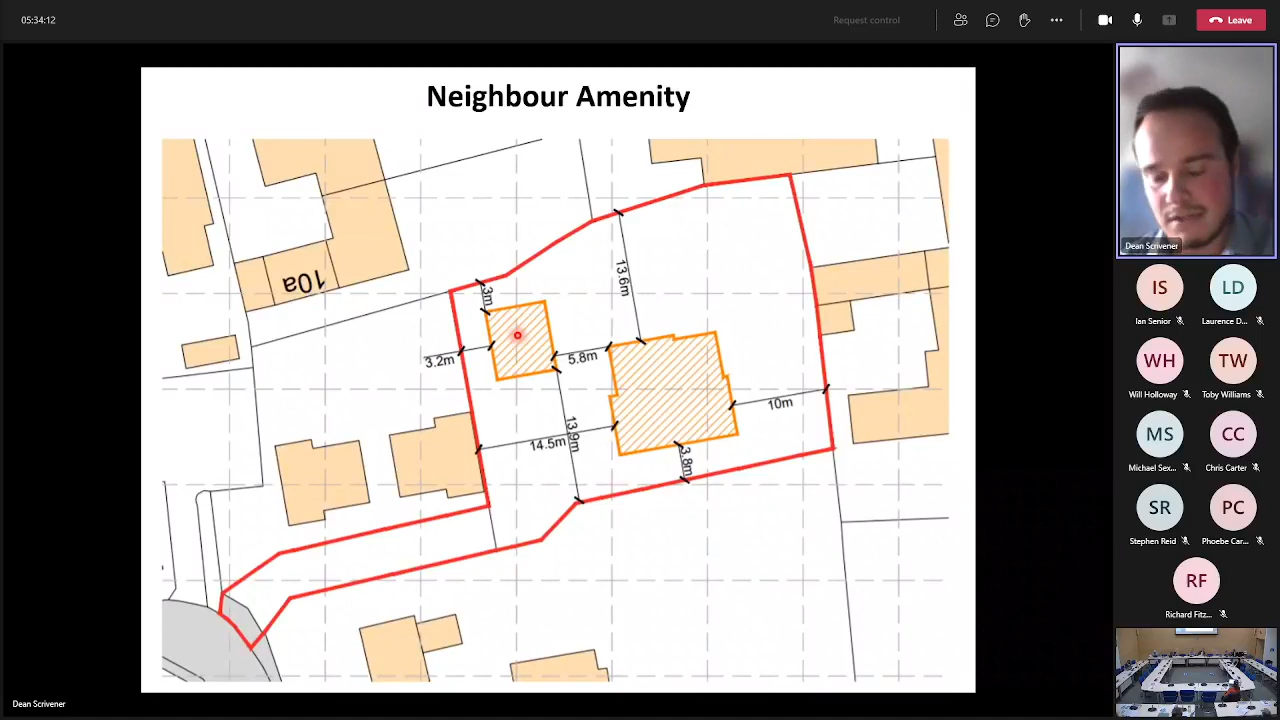 05:34:12
Request control
Leave
Neighbour Amenity
10a
3m
13.6m
3.2m
5.8m
10m
14.5m
13.9m
3.8m
Dean Scrivener
IS
LD
Ian Senior
Laurence D...
WH
TW
Will Holloway
Toby Williams
MS
CC
Michael Se...
Chris Carter
SR
PC
Stephen Reid
Phoebe Co...
RF
Richard Fitz...
Dean Scrivener